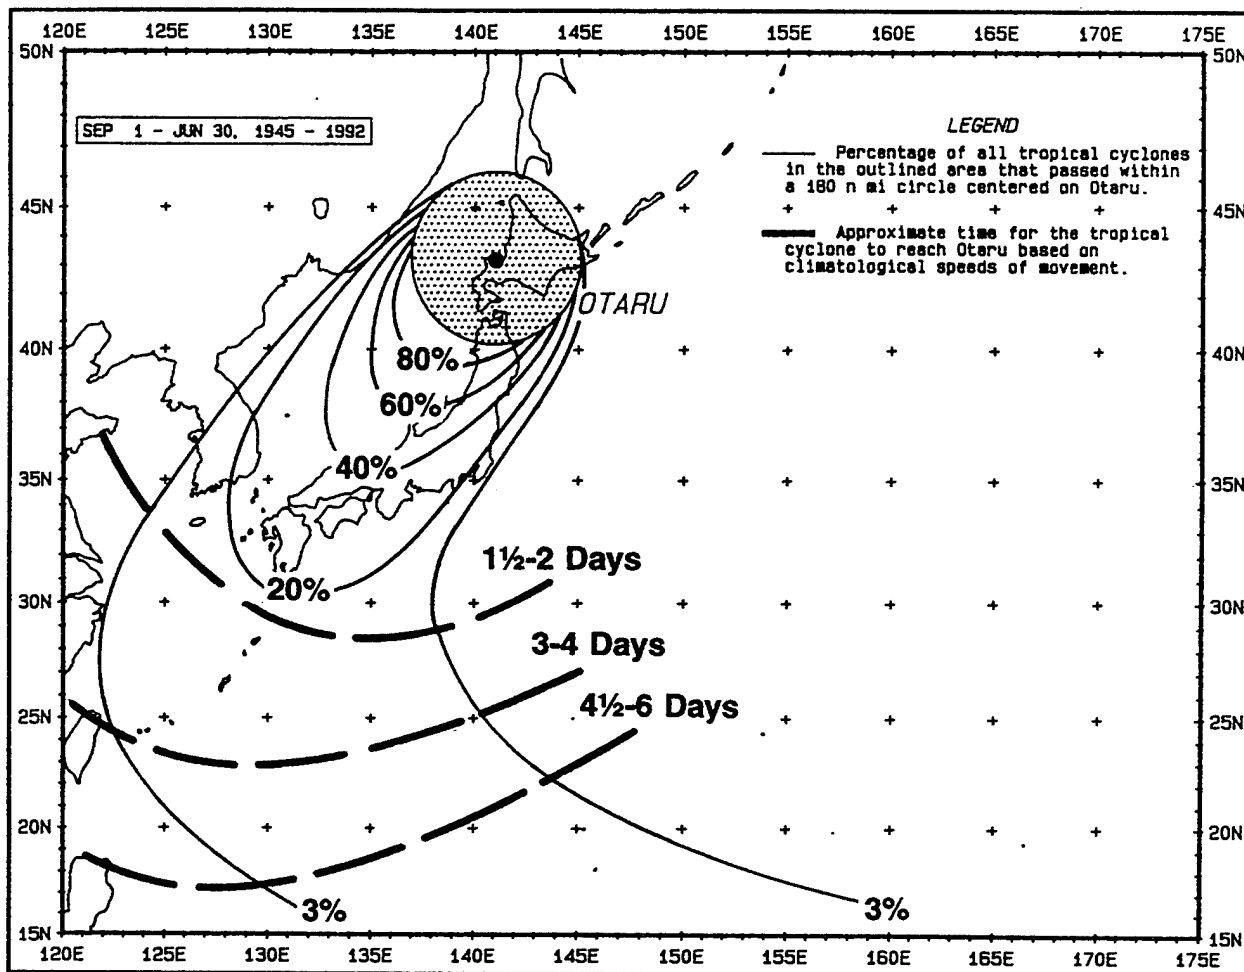 120E 125E 130E 135E 140E 145E 150E 155E 160E 165E 170E 175E
50N 50N
SEP 1 - JUN 30, 1945 - 1992
LEGEND
Percentage of all tropical cyclones
in the outlined area that passed within
a 180 n mi circle centered on Otaru.
Approximate time for the tropical
cyclone to reach Otaru based on
climatological speeds of movement.
45N 45N
OTARU
40N 40N
80%
60%
40%
35N 35N
1½-2 Days
20%
30N 30N
3-4 Days
4½-6 Days
25N 25N
20N 20N
3% 3%
15N 15N
120E 125E 130E 135E 140E 145E 150E 155E 160E 165E 170E 175E